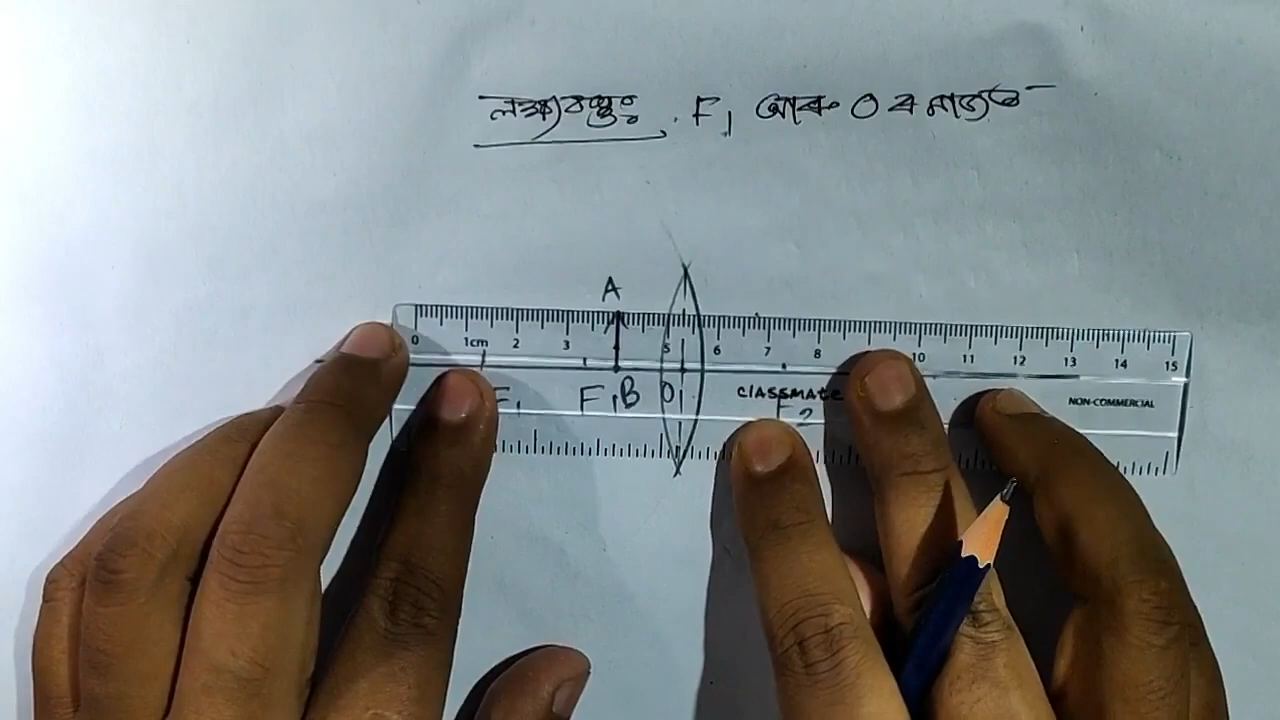 লক্ষ্যবস্তুঃ F₁ আৰু O ৰ মাজত
A
0 1cm 2 3 5 6 7 8 10 11 12 13 14 15
F₁ F₁ B O CLASSMATE NON-COMMERCIAL
F₂